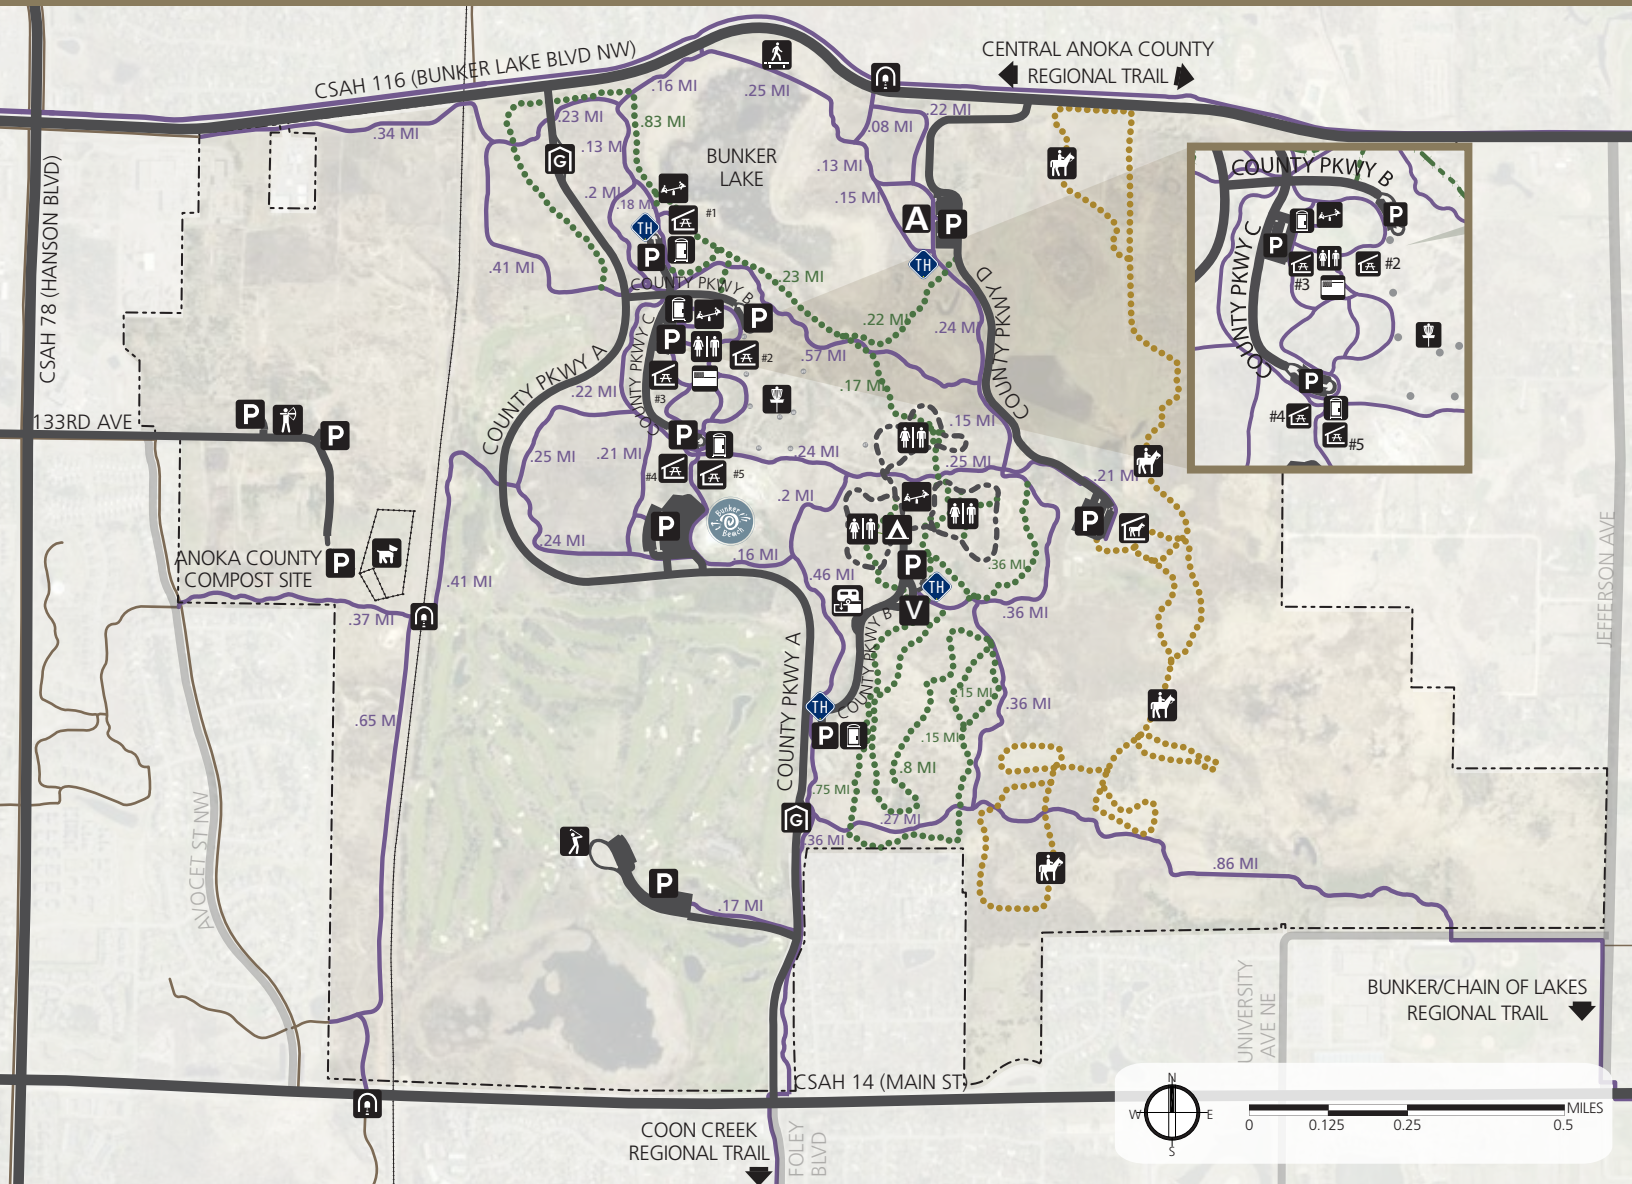 CSAH 116 (BUNKER LAKE BLVD NW)
CENTRAL ANOKA COUNTY
REGIONAL TRAIL
.16 MI
.25 MI
.22 MI
.34 MI
.23 MI
.83 MI
.08 MI
.13 M
G
BUNKER
LAKE
.13 MI
.2 MI
.15 MI
.18 M
#1
TH
A
P
P
TH
CSAH 78 (HANSON BLVD)
.41 MI
.23 MI
COUNTY PKWY B
P
P
.22 MI
.24 MI
COUNTY PKWY D
COUNTY PKWY C
#2
.57 MI
.17 MI
COUNTY PKWY A
.22 MI
#3
COUNTY PKWY B
COUNTY PKWY C
P
P
#2
#3
P
#4
#5
133RD AVE
P
P
P
.15 MI
.25 MI
.21 MI
.24 MI
.25 MI
.21 MI
#4
#5
.2 MI
P
Bunker
Beach
P
ANOKA COUNTY
COMPOST SITE
P
.24 MI
.16 MI
.41 MI
.46 MI
P
.36 MI
TH
V
.36 MI
.37 MI
JEFFERSON AVE
COUNTY PKWY B
COUNTY PKWY A
.65 M
TH
P
.15 MI
.36 MI
.15 MI
.8 MI
.75 MI
G
.27 MI
.36 MI
AVOCET ST NW
.86 MI
P
.17 MI
UNIVERSITY
AVE NE
BUNKER/CHAIN OF LAKES
REGIONAL TRAIL
CSAH 14 (MAIN ST)
COON CREEK
REGIONAL TRAIL
FOLEY
BLVD
N
W
E
S
MILES
0
0.125
0.25
0.5